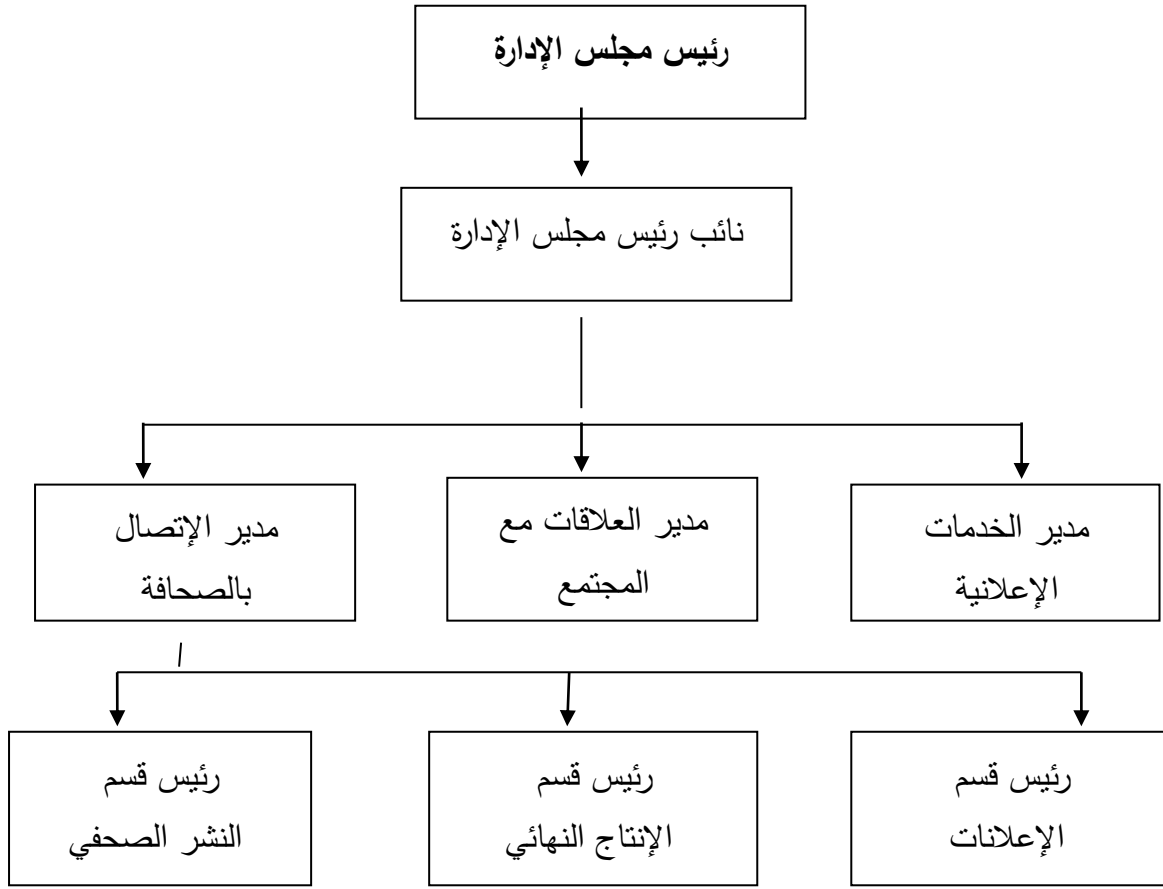 رئيس مجلس الإدارة
نائب رئيس مجلس الإدارة
مدير الخدمات
الإعلانية
مدير العلاقات مع
المجتمع
مدير الإتصال
بالصحافة
رئيس قسم
الإعلانات
رئيس قسم
الإنتاج النهائي
رئيس قسم
النشر الصحفي